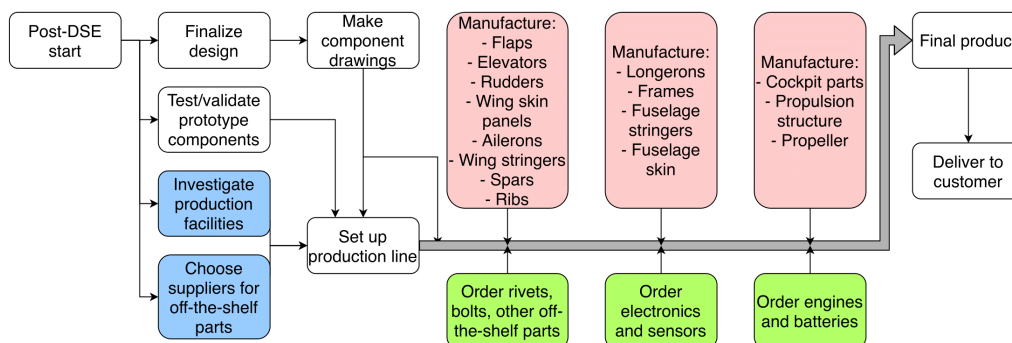 Post-DSE
start
Finalize
design
Make
component
drawings
Test/validate
prototype
components
Investigate
production
facilities
Choose
suppliers for
off-the-shelf
parts
Set up
production line
Manufacture:
- Flaps
- Elevators
- Rudders
- Wing skin
panels
- Ailerons
- Wing stringers
- Spars
- Ribs
Manufacture:
- Longerons
- Frames
- Fuselage
stringers
- Fuselage
skin
Manufacture:
- Cockpit parts
- Propulsion
structure
- Propeller
Order rivets,
bolts, other off-
the-shelf parts
Order
electronics
and sensors
Order engines
and batteries
Final product
Deliver to
customer